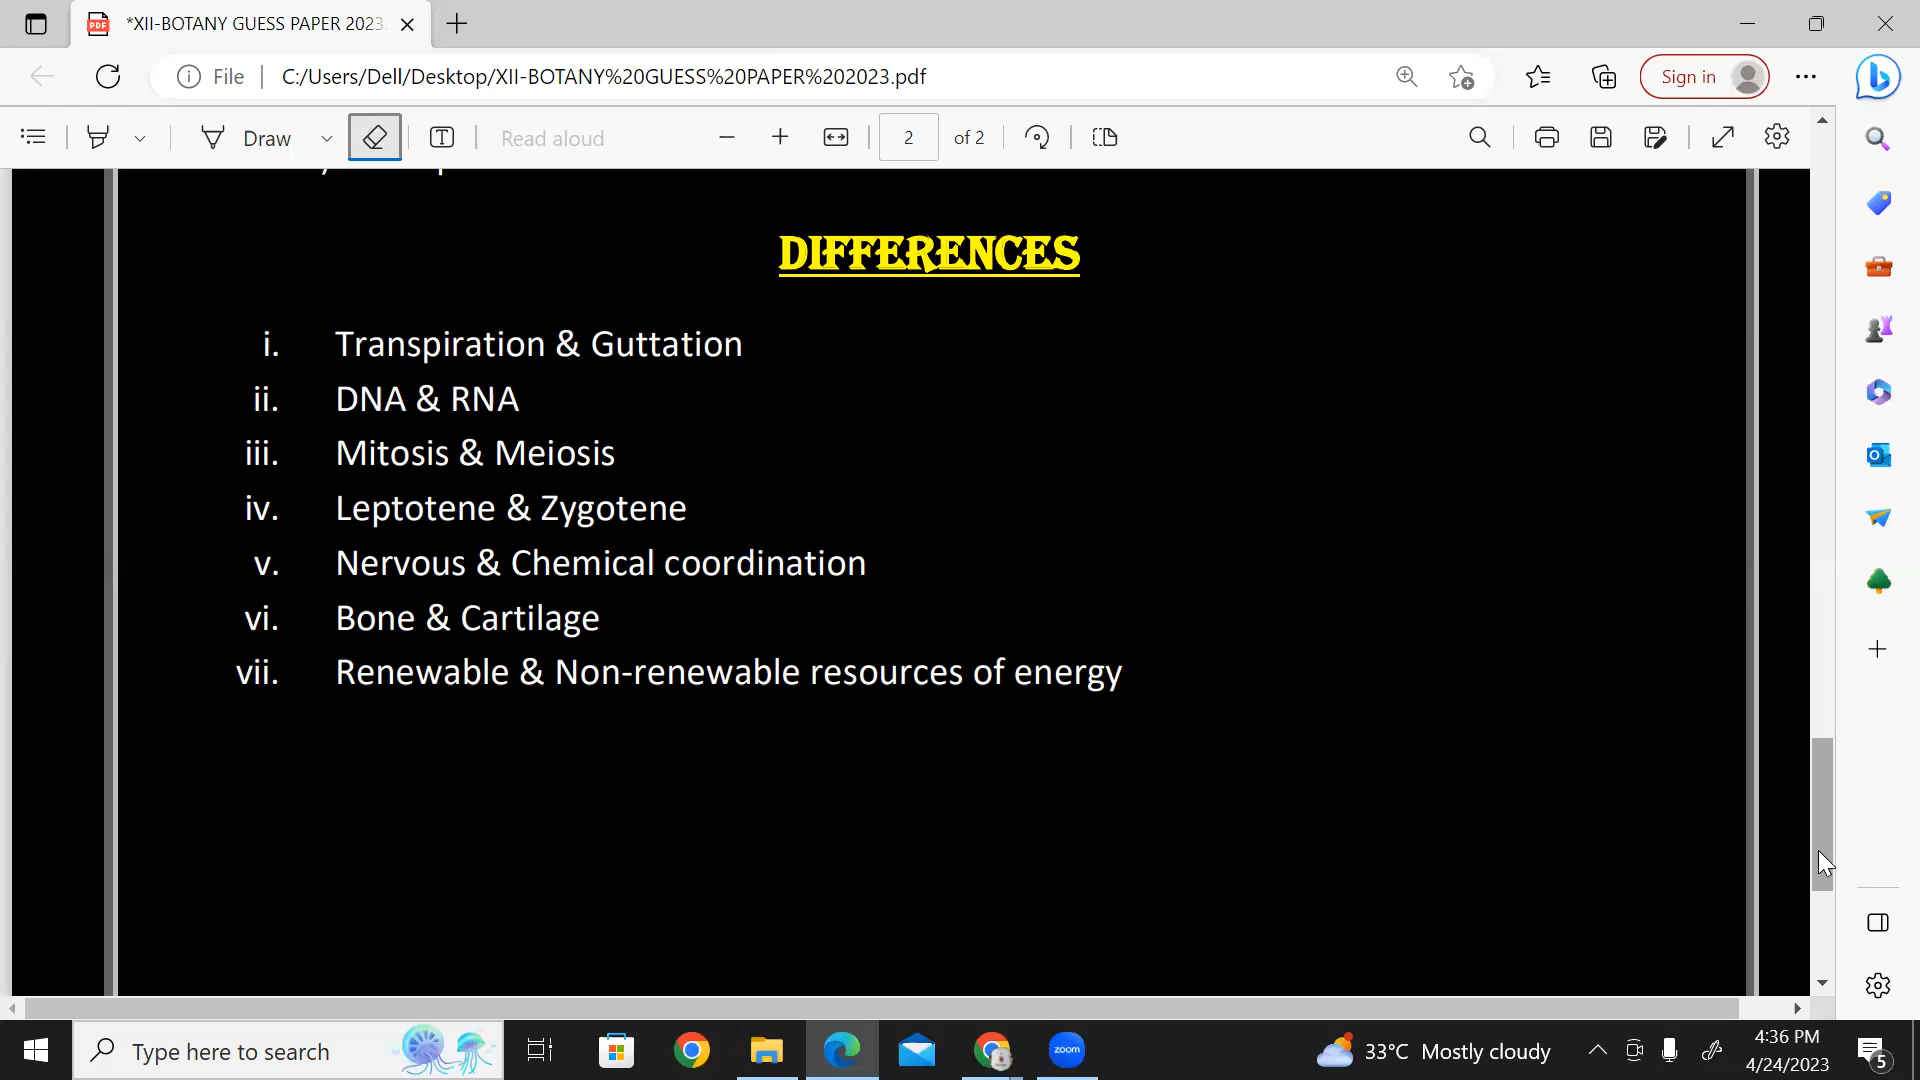 *XII-BOTANY GUESS PAPER 2023
File
C:/Users/Dell/Desktop/XII-BOTANY%20GUESS%20PAPER%202023.pdf
Sign in
Draw
Read aloud
2 of 2
DIFFERENCES
i. Transpiration & Guttation
ii. DNA & RNA
iii. Mitosis & Meiosis
iv. Leptotene & Zygotene
v. Nervous & Chemical coordination
vi. Bone & Cartilage
vii. Renewable & Non-renewable resources of energy
Type here to search
zoom
33°C Mostly cloudy
4:36 PM
4/24/2023
5